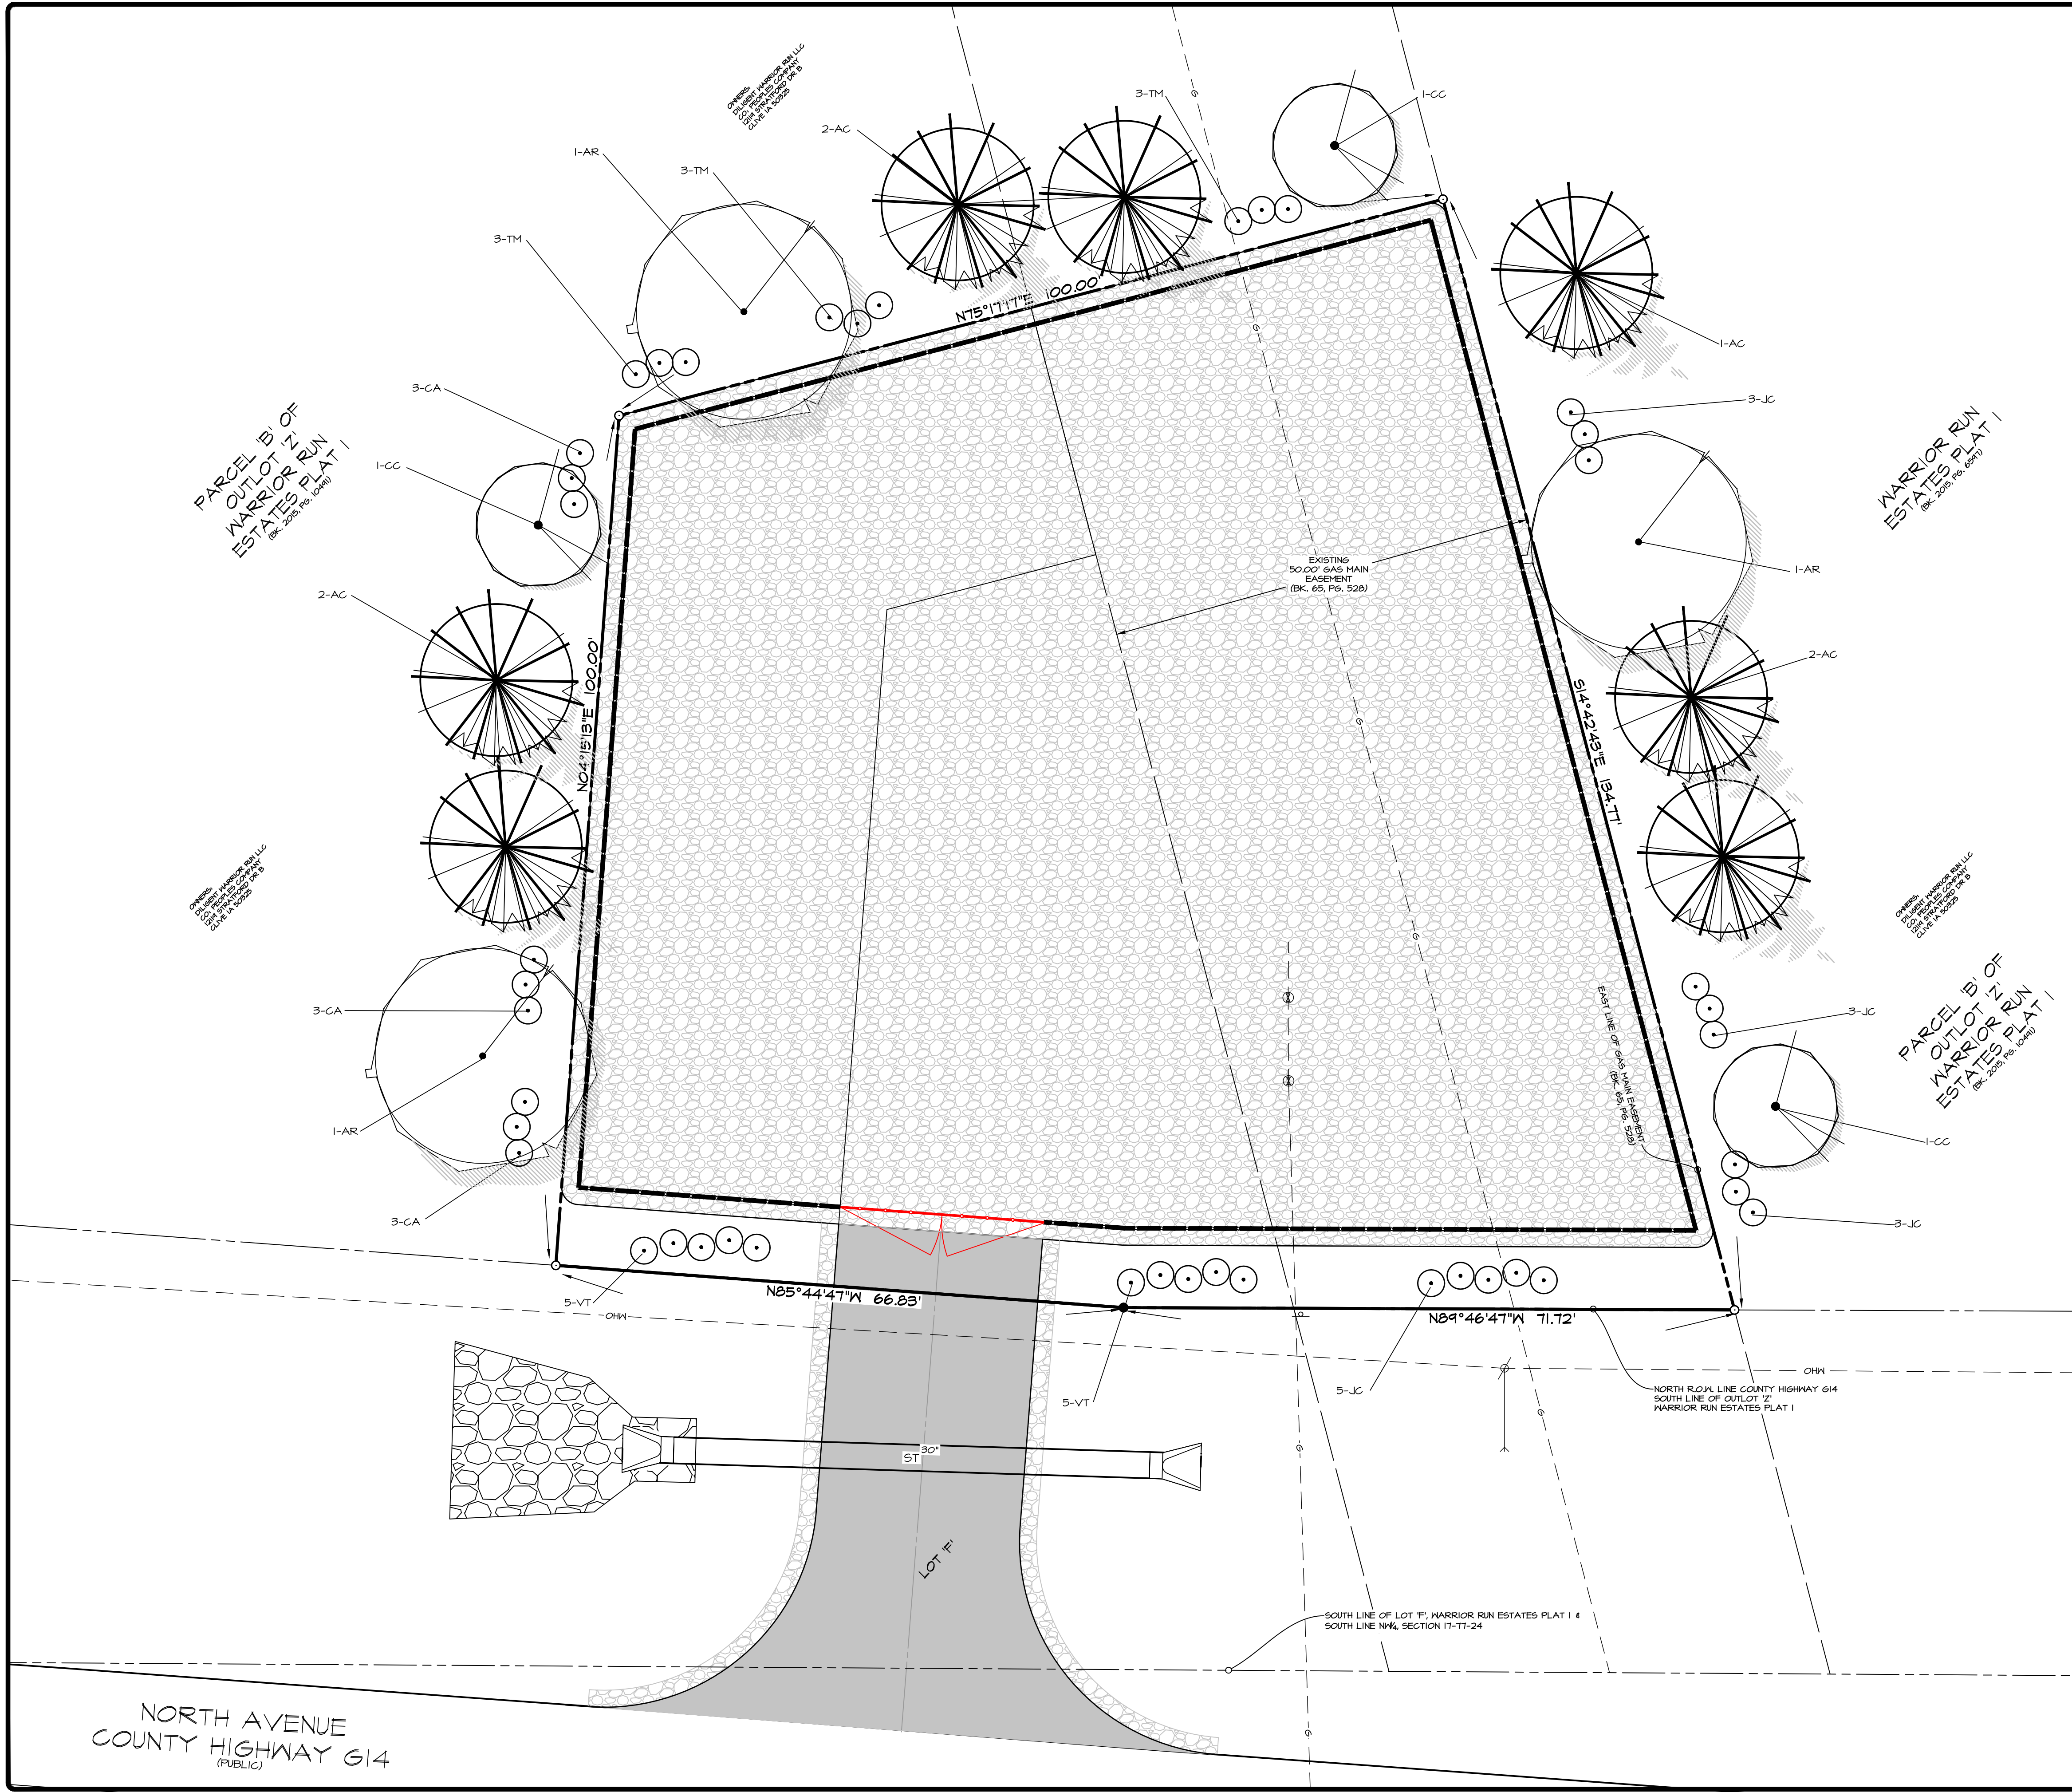 OWNERS:
DILIGENT WARRIOR RUN LLC
CO. PEOPLES COMPANY
12119 STRATFORD DR B
CLIVE IA 50325
3-TM
G
1-CC
2-AC
1-AR
3-TM
3-TM
N75°17'17"E 100.00'
G
1-AC
3-CA
3-JC
PARCEL 'B' OF
OUTLOT 'Z'
WARRIOR RUN
ESTATES PLAT 1
(BK. 2015, PG. 10491)
1-CC
WARRIOR RUN
ESTATES PLAT 1
(BK. 2015, PG. 6597)
EXISTING
50.00' GAS MAIN
EASEMENT
(BK. 65, PG. 528)
1-AR
2-AC
N04°15'13"E 100.00'
2-AC
S14°42'43"E 134.77'
G
OWNERS:
DILIGENT WARRIOR RUN LLC
CO. PEOPLES COMPANY
12119 STRATFORD DR B
CLIVE IA 50325
G
OWNERS:
DILIGENT WARRIOR RUN LLC
CO. PEOPLES COMPANY
12119 STRATFORD DR B
CLIVE IA 50325
3-CA
3-JC
EAST LINE OF GAS MAIN EASEMENT
(BK. 65, PG. 528)
PARCEL 'B' OF
OUTLOT 'Z'
WARRIOR RUN
ESTATES PLAT 1
(BK. 2015, PG. 10491)
1-AR
1-CC
3-CA
3-JC
5-VT
N85°44'47"W 66.83'
N89°46'47"W 71.72'
OHW
OHW
5-VT
5-JC
NORTH R.O.W. LINE COUNTY HIGHWAY G14
SOUTH LINE OF OUTLOT 'Z'
WARRIOR RUN ESTATES PLAT 1
G
G
30"
ST
LOT 'F'
SOUTH LINE OF LOT 'F', WARRIOR RUN ESTATES PLAT 1 &
SOUTH LINE NW¼, SECTION 17-77-24
NORTH AVENUE
COUNTY HIGHWAY G14
(PUBLIC)
G